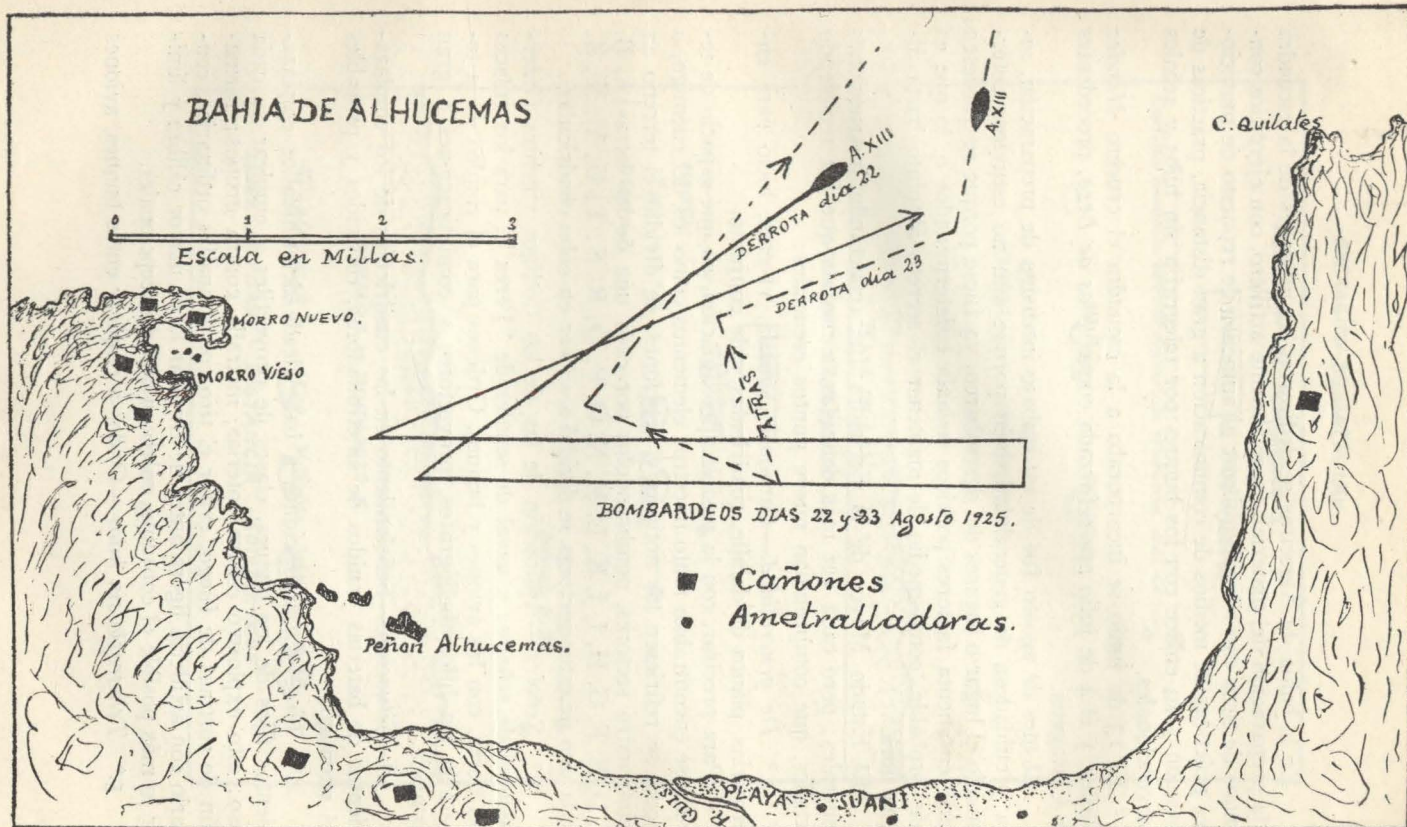 BAHIA DE ALHUCEMAS
0 1 2 3
Escala en Millas.
C. Quilates
A.XIII
A.XIII
DERROTA dia 22
DERROTA dia 23
ATRÁS
MORRO NUEVO.
MORRO VIEJO
BOMBARDEOS DIAS 22 y 23 Agosto 1925.
Cañones
Ametralladoras.
Peñon Alhucemas.
R. GUIS
PLAYA SUANI